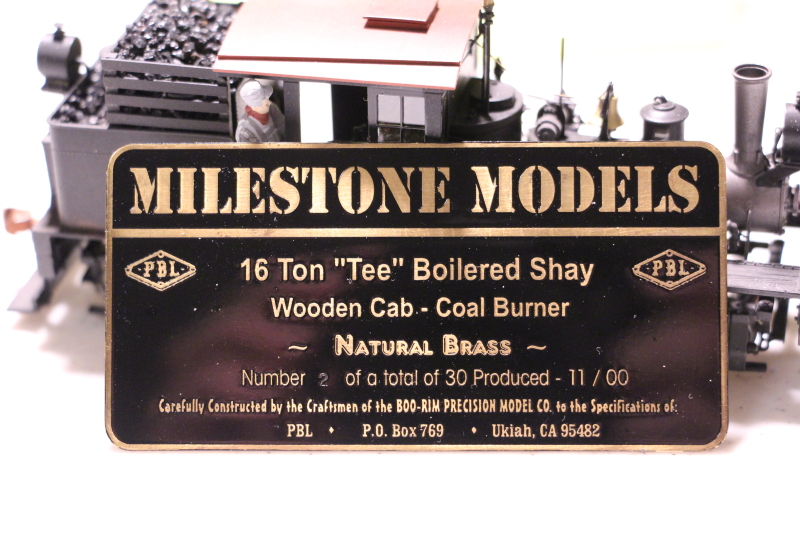 MILESTONE MODELS
PBL
16 Ton "Tee" Boilered Shay
PBL
Wooden Cab - Coal Burner
~ NATURAL BRASS ~
Number 2 of a total of 30 Produced - 11 / 00
Carefully Constructed by the Craftsmen of the BOO-RIM PRECISION MODEL CO. to the Specifications of:
PBL • P.O. Box 769 • Ukiah, CA 95482